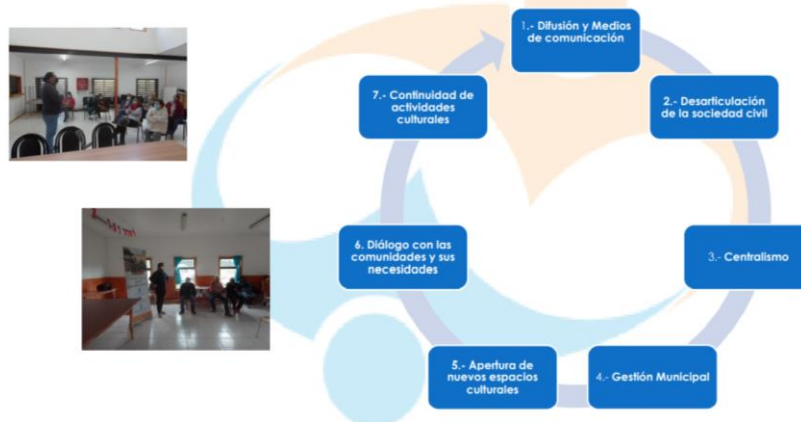 1.- Difusión y Medios
de comunicación
2.- Desarticulación
de la sociedad civil
3.- Centralismo
4.- Gestión Municipal
5.- Apertura de
nuevos espacios
culturales
6. Diálogo con las
comunidades y sus
necesidades
7.- Continuidad de
actividades
culturales